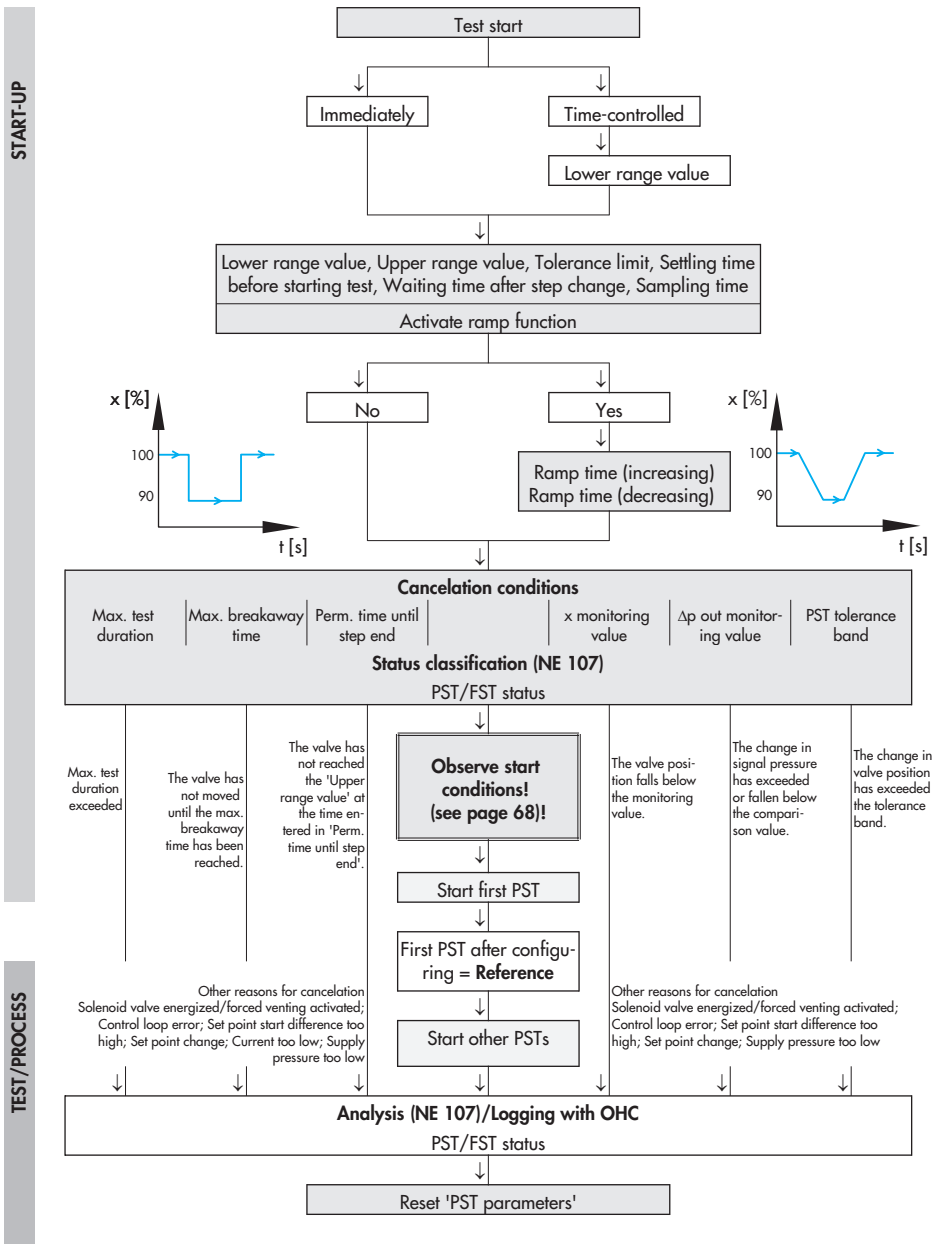 START-UP
Test start
Immediately
Time-controlled
Lower range value
Lower range value, Upper range value, Tolerance limit, Settling time
before starting test, Waiting time after step change, Sampling time
Activate ramp function
No
Yes
x [%]
100
90
t [s]
Ramp time (increasing)
Ramp time (decreasing)
x [%]
100
90
t [s]
Cancelation conditions
Max. test
duration
Max. breakaway
time
Perm. time until
step end
x monitoring
value
Δp out monitor-
ing value
PST tolerance
band
Status classification (NE 107)
PST/FST status
Max. test
duration
exceeded
The valve has
not moved
until the max.
breakaway
time has been
reached.
The valve has
not reached
the 'Upper
range value' at
the time en-
tered in 'Perm.
time until step
end'.
Observe start
conditions!
(see page 68)!
The valve posi-
tion falls below
the monitoring
value.
The change in
signal pressure
has exceeded
or fallen below
the compari-
son value.
The change in
valve position
has exceeded
the tolerance
band.
Start first PST
First PST after configu-
ring = Reference
Start other PSTs
TEST/PROCESS
Other reasons for cancelation
Solenoid valve energized/forced venting activated;
Control loop error; Set point start difference too
high; Set point change; Current too low; Supply
pressure too low
Other reasons for cancelation
Solenoid valve energized/forced venting activated;
Control loop error; Set point start difference too
high; Set point change; Supply pressure too low
Analysis (NE 107)/Logging with OHC
PST/FST status
Reset 'PST parameters'